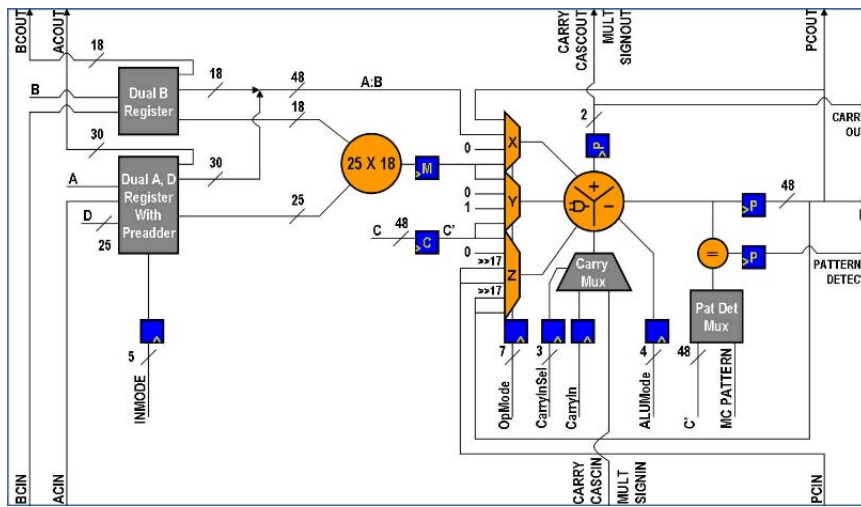 BCOUT
ACOUT
CARRY
CASCOUT
MULT
SIGNOUT
PCOUT
18
B
Dual B
Register
18
48
A:B
18
2
CARRY
OUT
0
X
P
30
A
D
25
Dual A, D
Register
With
Preadder
30
25
25 X 18
M
0
1
Y
+
-
P
48
C
48
C
C'
0
>>17
>>17
Z
Carry
Mux
=
P
PATTERN
DETECT
Pat Det
Mux
5
INMODE
7
OpMode
3
CarryInSel
CarryIn
4
ALUMode
48
C'
MC PATTERN
BCIN
ACIN
CARRY
CASCIN
MULT
SIGNIN
PCIN